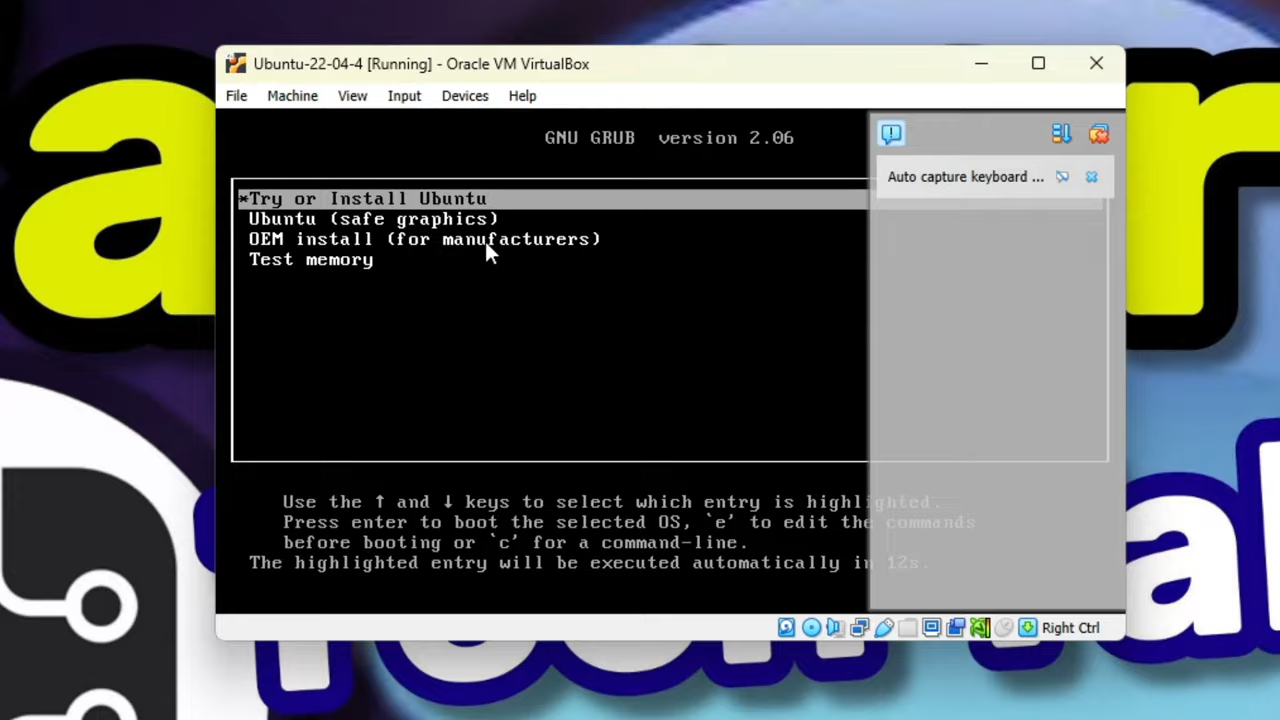 Ubuntu-22-04-4 [Running] - Oracle VM VirtualBox
File Machine View Input Devices Help
GNU GRUB version 2.06
Auto capture keyboard ...
*Try or Install Ubuntu
Ubuntu (safe graphics)
OEM install (for manufacturers)
Test memory
Use the ↑ and ↓ keys to select which entry is highlighted.
Press enter to boot the selected OS, `e' to edit the commands
before booting or `c' for a command-line.
The highlighted entry will be executed automatically in 12s.
Right Ctrl